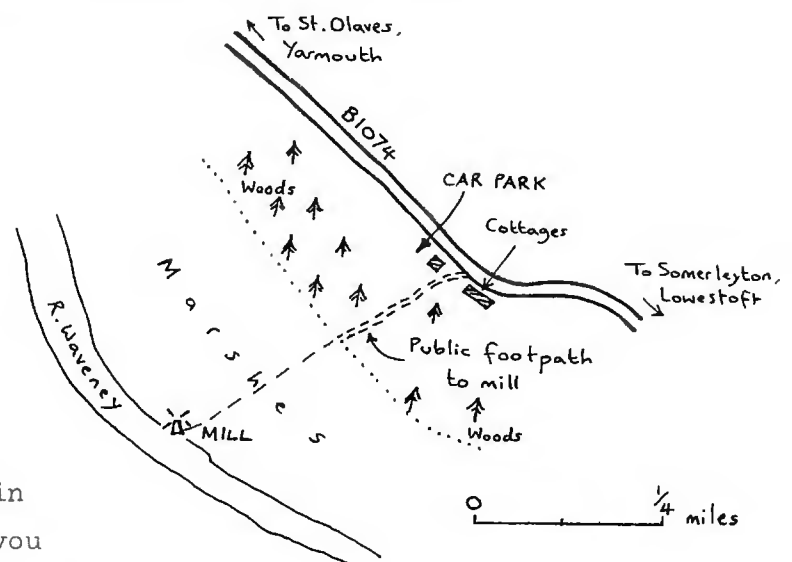 To St. Olaves,
Yarmouth
B1074
CAR PARK
Woods
Cottages
To Somerleyton,
Lowestoft
Marshes
R. Waveney
Public footpath
to mill
MILL
Woods
in
you
0 1/4 miles